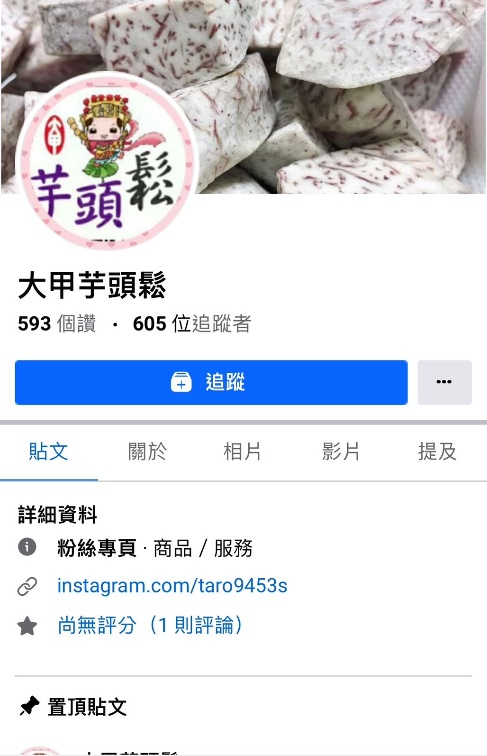 大甲
芋頭鬆
大甲芋頭鬆
593 個讚 · 605 位追蹤者
追蹤
貼文 關於 相片 影片 提及
詳細資料
粉絲專頁 · 商品／服務
instagram.com/taro9453s
尚無評分（1 則評論）
置頂貼文